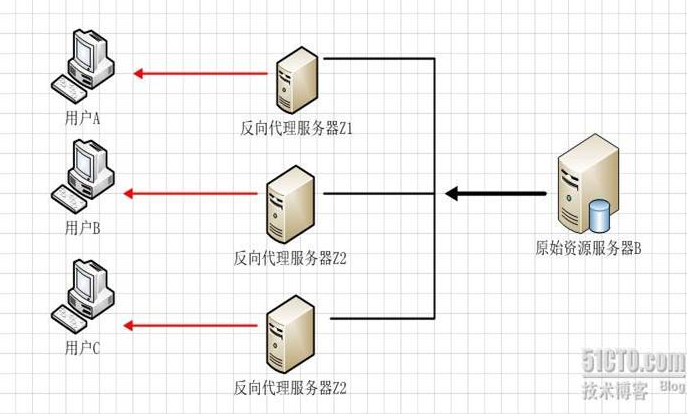 用户A
反向代理服务器Z1
用户B
反向代理服务器Z2
原始资源服务器B
用户C
反向代理服务器Z2
51CTO.com
技术博客 Blog